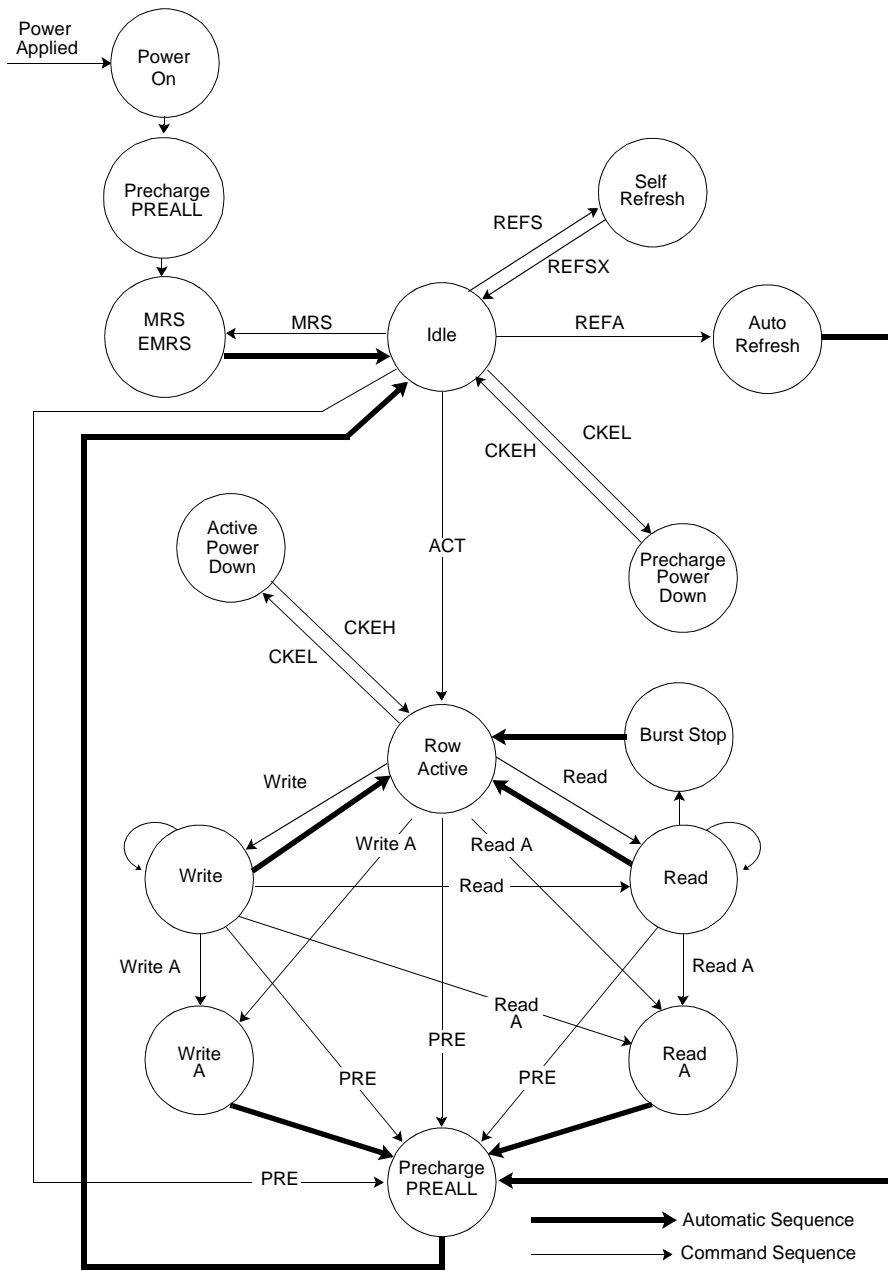 Power
Applied
Power
On
Precharge
PREALL
Self
Refresh
REFS
REFSX
MRS
EMRS
MRS
Idle
REFA
Auto
Refresh
CKEL
CKEH
Active
Power
Down
ACT
Precharge
Power
Down
CKEH
CKEL
Row
Active
Burst Stop
Write
Read
Write A
Read A
Write
Read
Read
Write A
Read A
Read
A
Write
A
PRE
PRE
PRE
Read
A
PRE
Precharge
PREALL
Automatic Sequence
Command Sequence